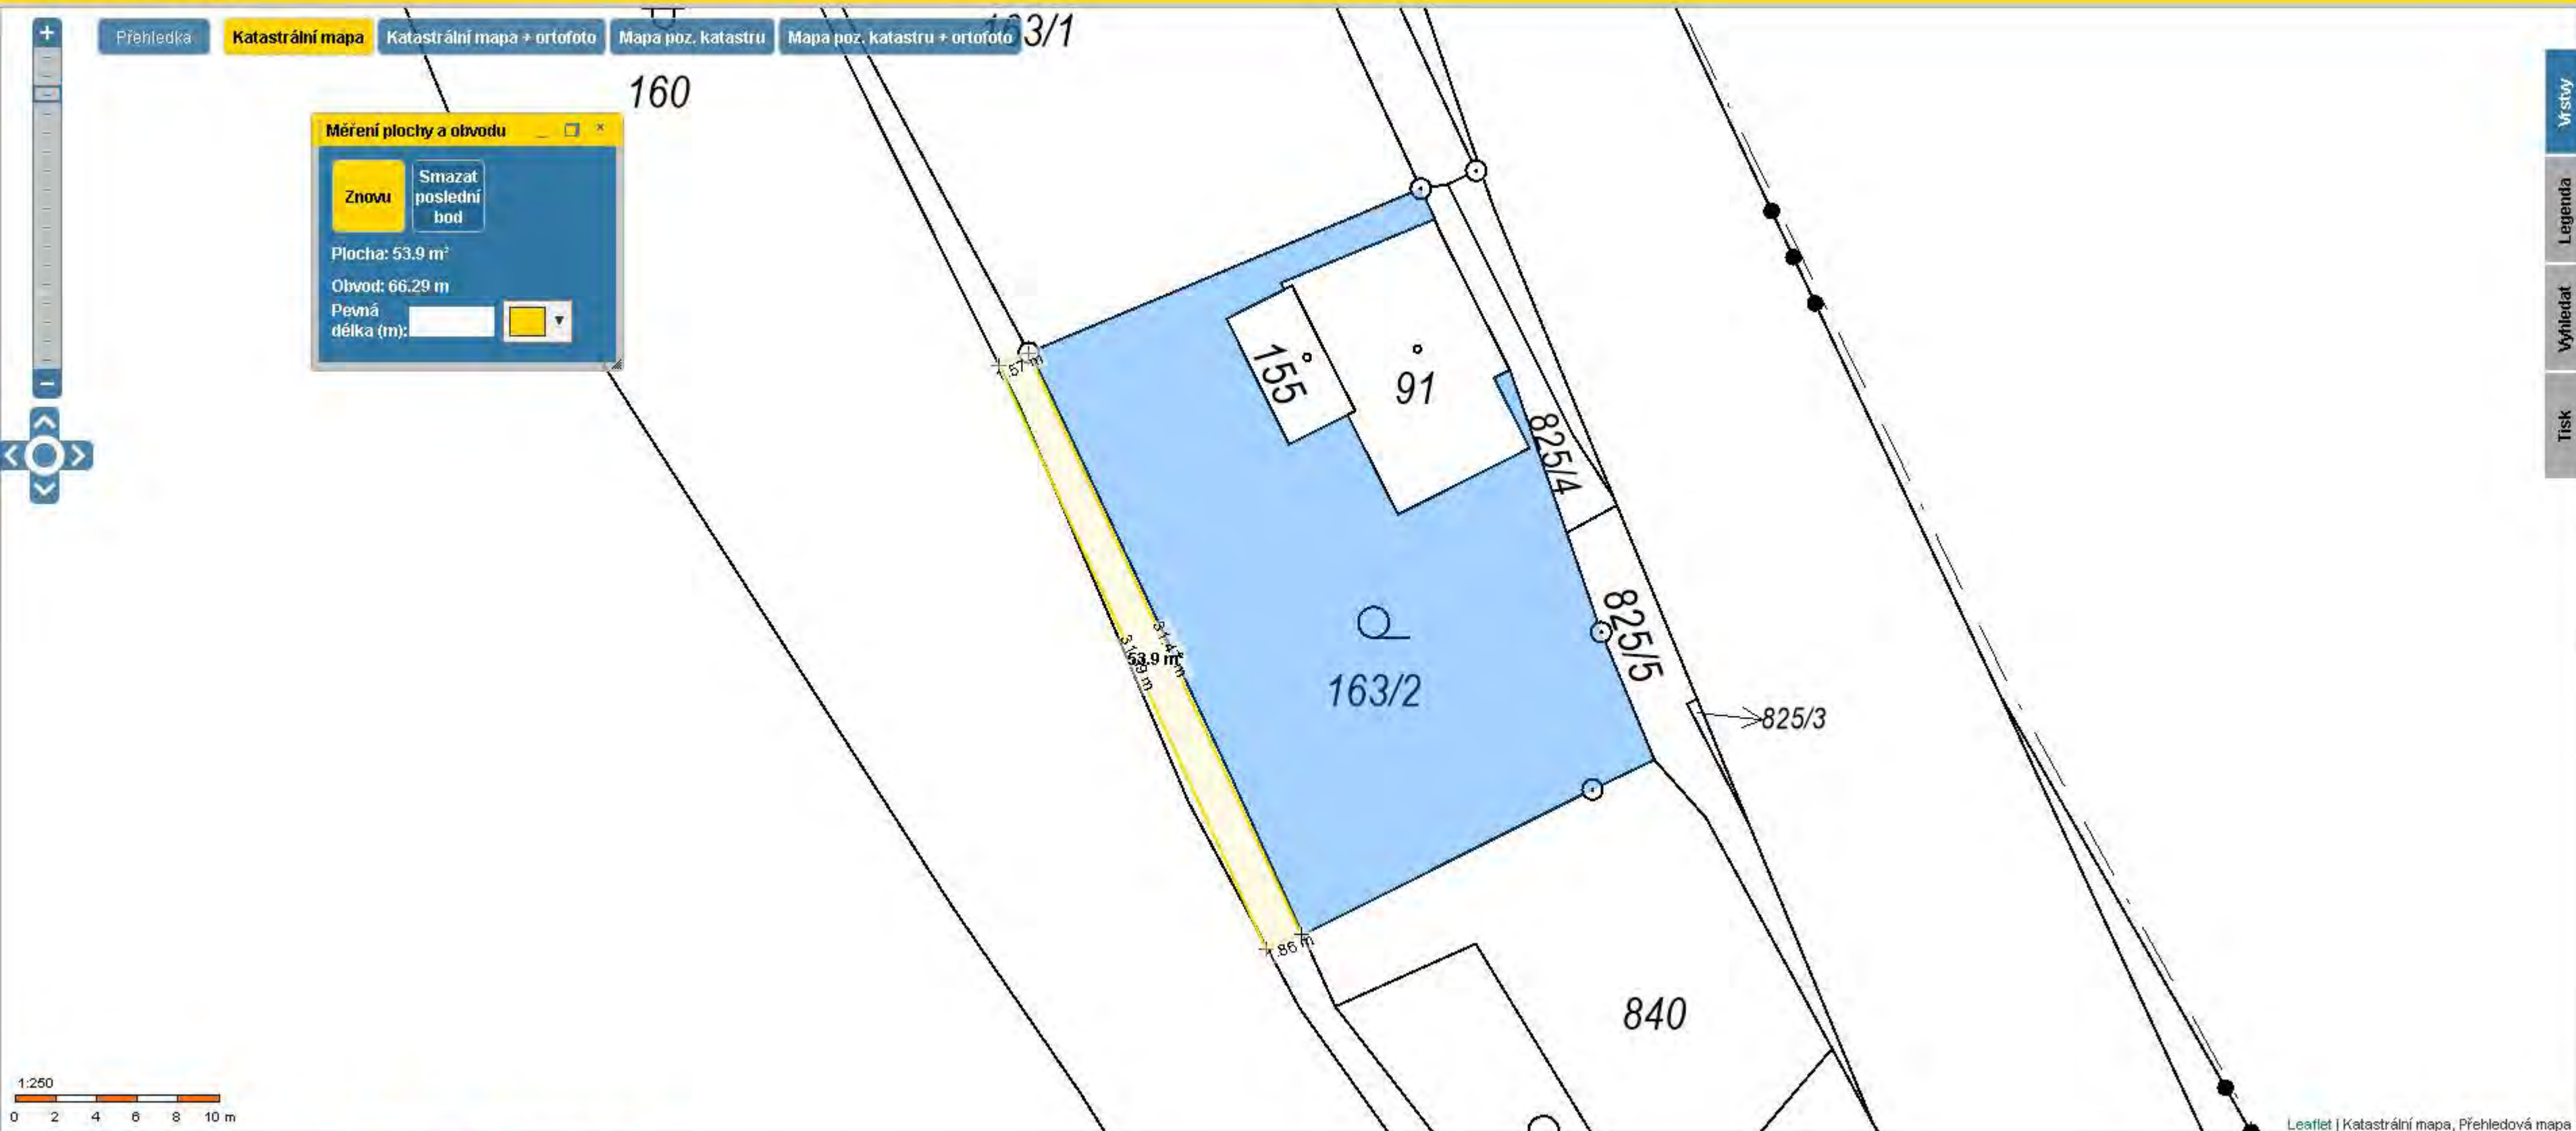 Přehledka
Katastrální mapa
Katastrální mapa + ortofoto
Mapa poz. katastru
Mapa poz. katastru + ortofoto
3/1
160
Měření plochy a obvodu
Znovu
Smazat
poslední
bod
Plocha: 53.9 m²
Obvod: 66.29 m
Pevná
délka (m):
155
91
825/4
825/5
163/2
825/3
53.9 m²
840
1:250
0 2 4 6 8 10 m
Vrstvy
Legenda
Vyhledat
Tisk
Leaflet | Katastrální mapa, Přehledová mapa